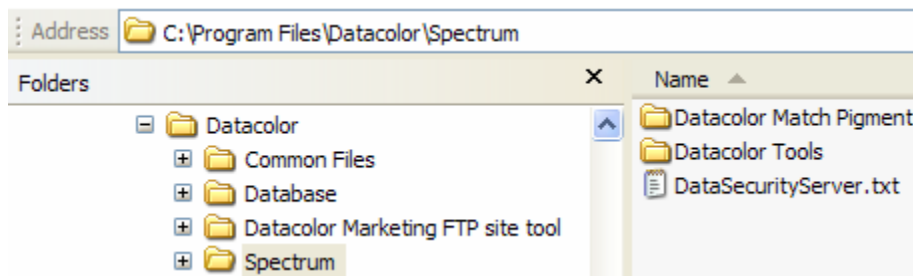 Address C:\Program Files\Datacolor\Spectrum
Folders
Datacolor
Common Files
Database
Datacolor Marketing FTP site tool
Spectrum
Name
Datacolor Match Pigment
Datacolor Tools
DataSecurityServer.txt